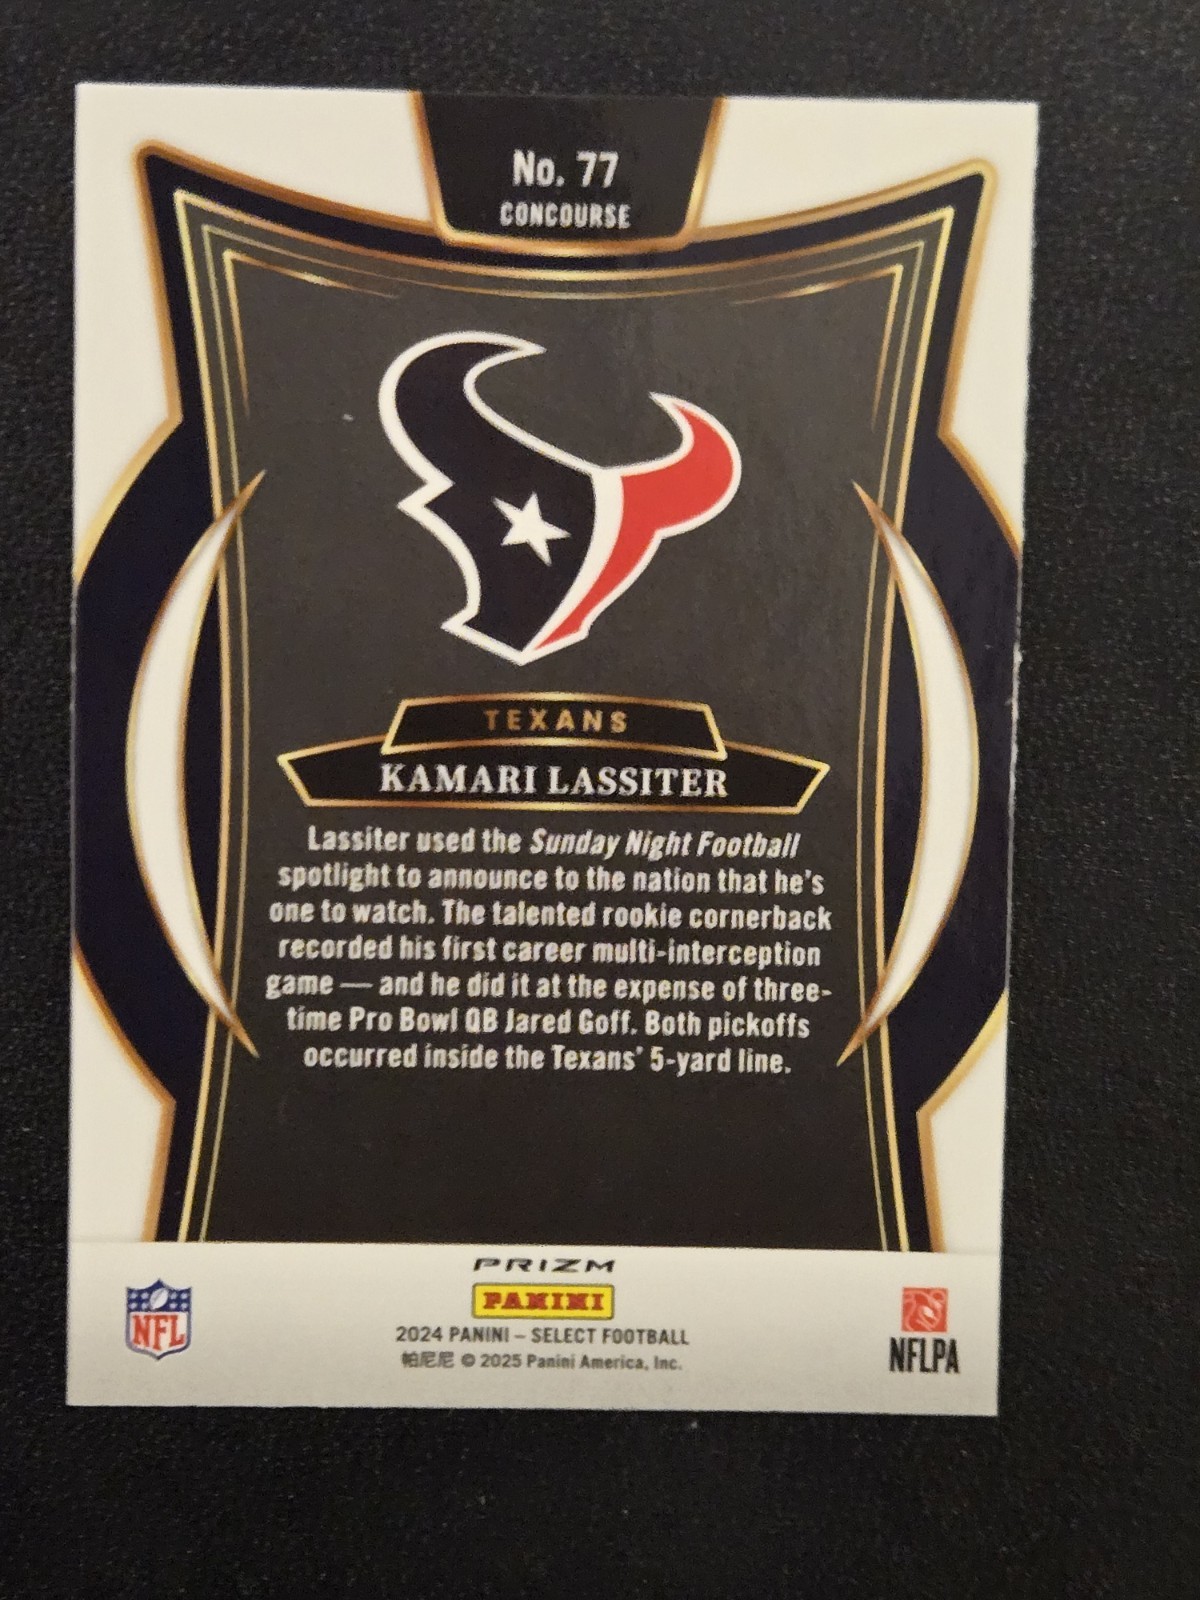 No. 77
CONCOURSE
TEXANS
KAMARI LASSITER
Lassiter used the Sunday Night Football
spotlight to announce to the nation that he's
one to watch. The talented rookie cornerback
recorded his first career multi-interception
game — and he did it at the expense of three-
time Pro Bowl QB Jared Goff. Both pickoffs
occurred inside the Texans' 5-yard line.
PRIZM
PANINI
2024 PANINI – SELECT FOOTBALL
帕尼尼 © 2025 Panini America, Inc.
NFL
NFLPA